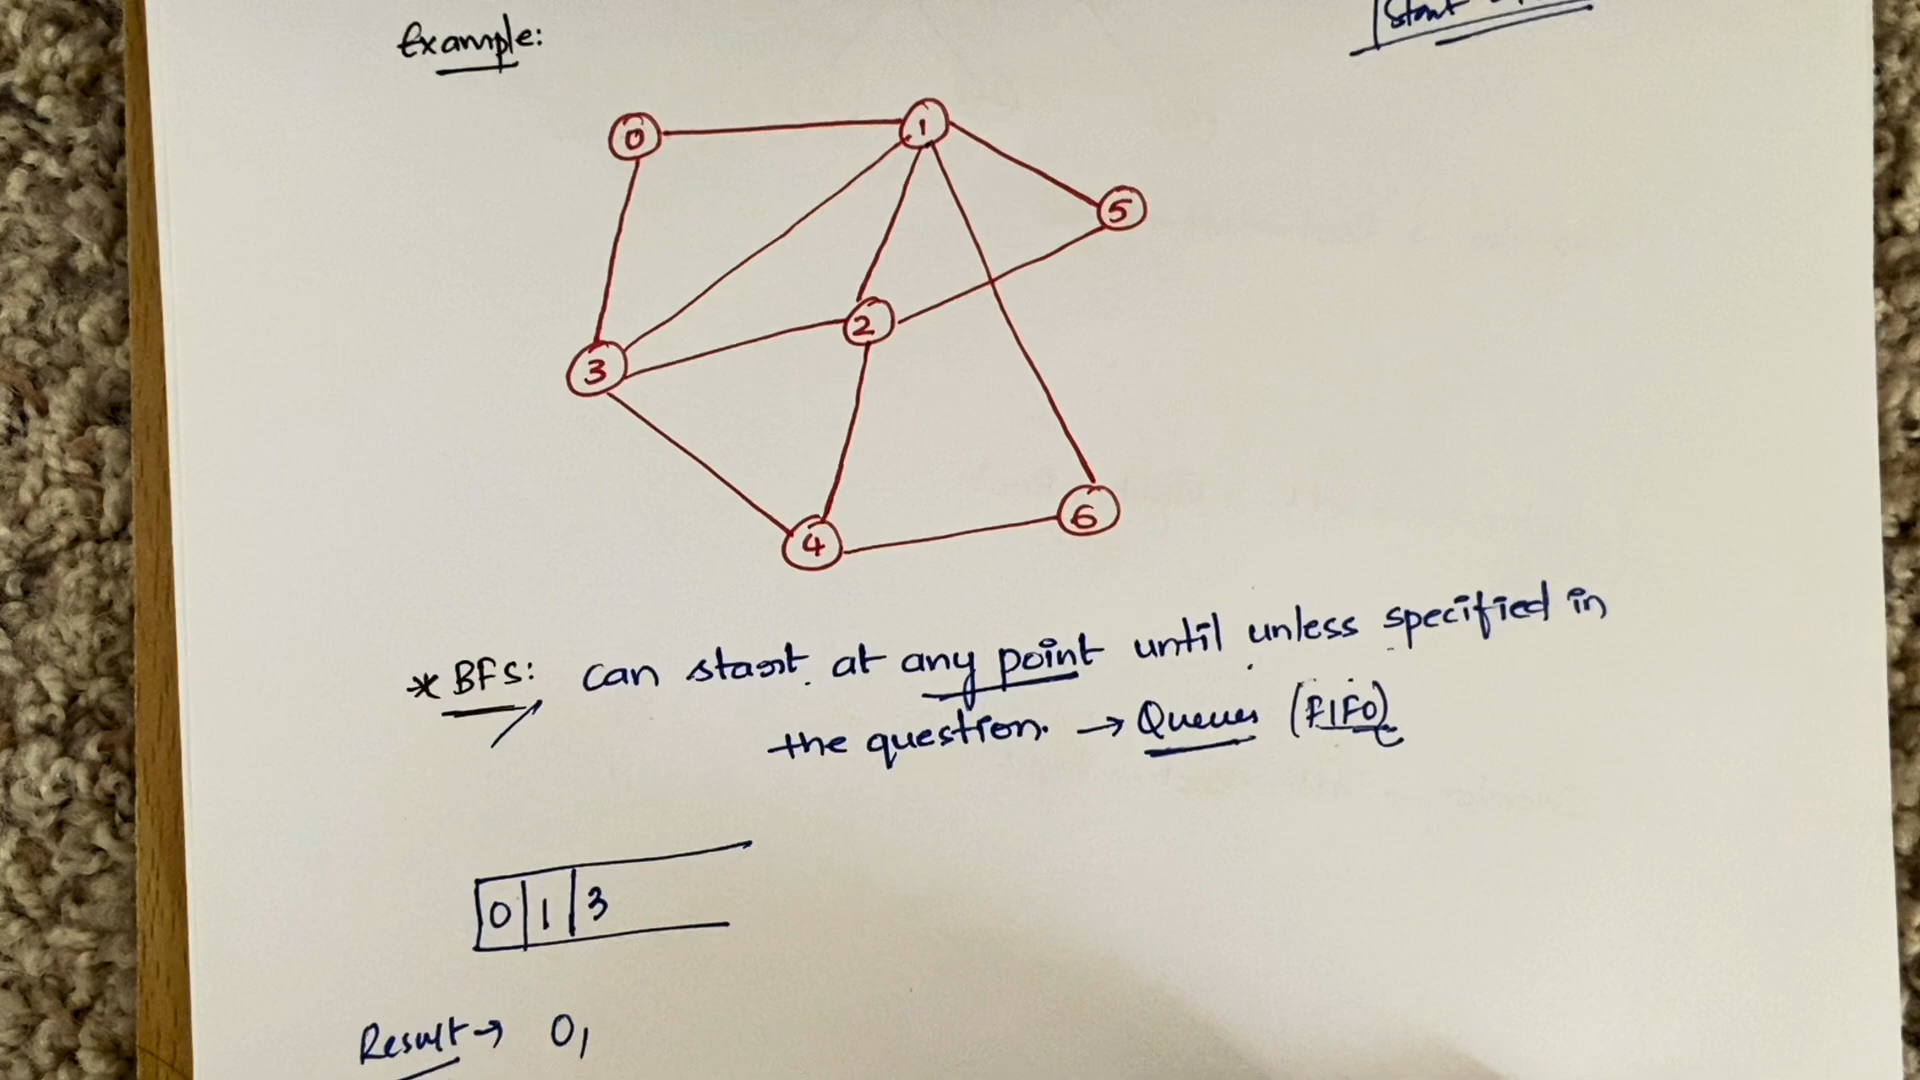 Example:
Start
0
1
5
2
3
6
4
* BFS: can start at any point until unless specified in
the question. → Queues (FIFO)
0 1 3
Result → 0,